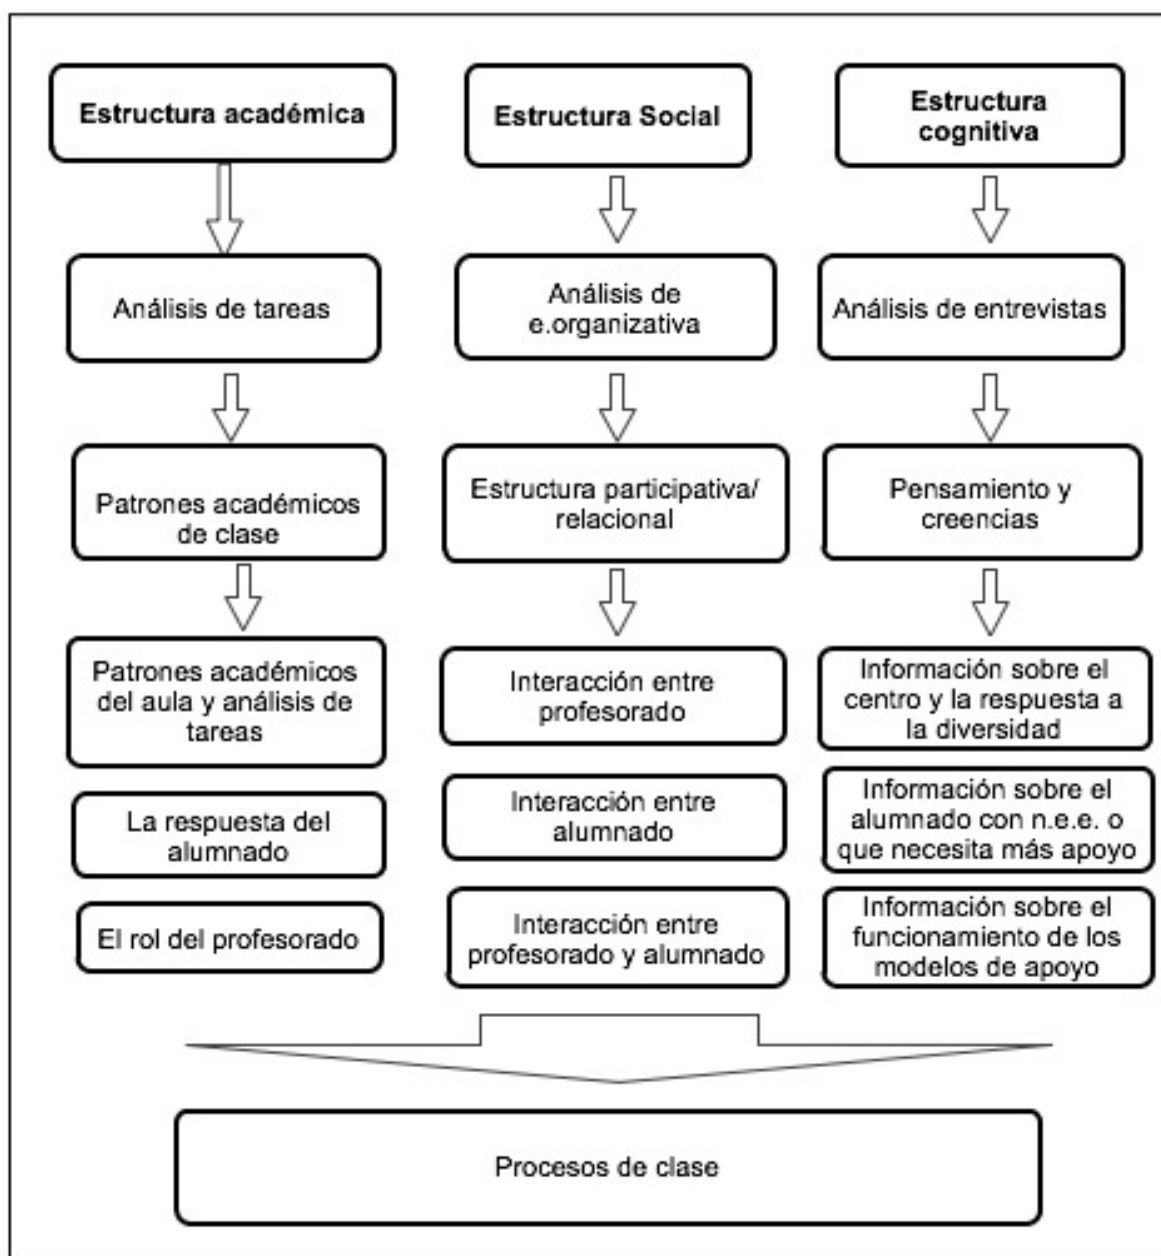 Estructura académica
Estructura Social
Estructura
cognitiva
Análisis de tareas
Análisis de
e.organizativa
Análisis de entrevistas
Patrones académicos
de clase
Estructura participativa/
relacional
Pensamiento y
creencias
Patrones académicos
del aula y análisis de
tareas
Interacción entre
profesorado
Información sobre el
centro y la respuesta a
la diversidad
La respuesta del
alumnado
Interacción entre
alumnado
Información sobre el
alumnado con n.e.e. o
que necesita más apoyo
El rol del profesorado
Interacción entre
profesorado y alumnado
Información sobre el
funcionamiento de los
modelos de apoyo
Procesos de clase